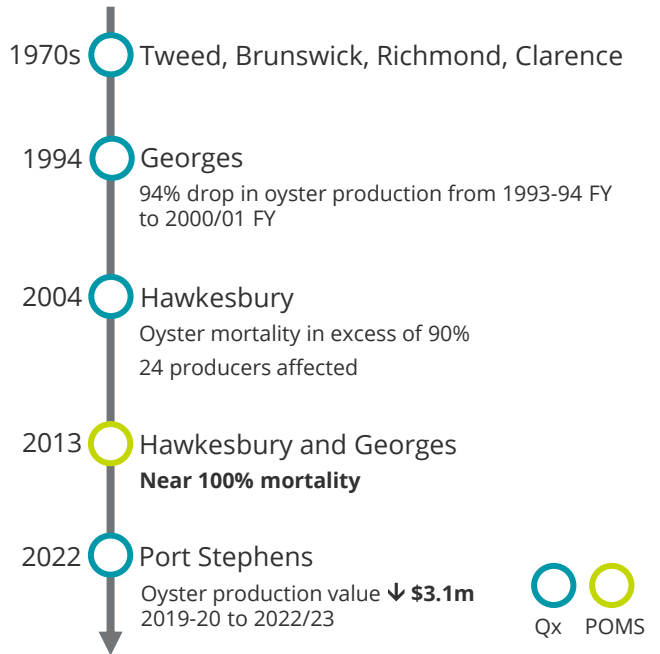 1970s Tweed, Brunswick, Richmond, Clarence
1994 Georges
94% drop in oyster production from 1993-94 FY
to 2000/01 FY
2004 Hawkesbury
Oyster mortality in excess of 90%
24 producers affected
2013 Hawkesbury and Georges
Near 100% mortality
2022 Port Stephens
Oyster production value ↓ $3.1m
2019-20 to 2022/23
Qx POMS